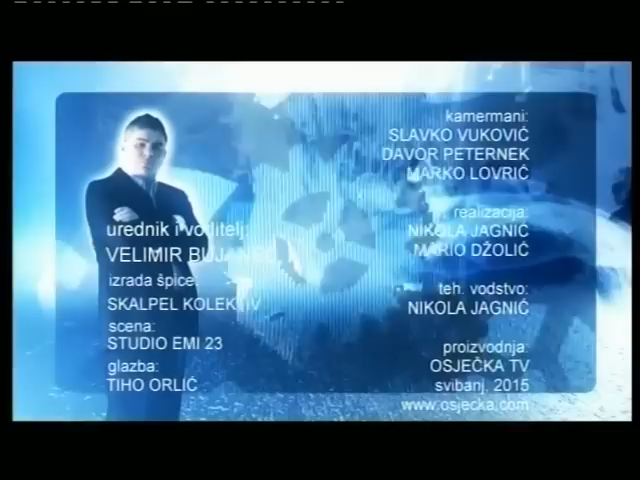 urednik i voditelj:
VELIMIR BUJANEC
izrada špice:
SKALPEL KOLEKTIV
scena:
STUDIO EMI 23
glazba:
TIHO ORLIĆ
kamermani:
SLAVKO VUKOVIĆ
DAVOR PETERNEK
MARKO LOVRIĆ
realizacija:
NIKOLA JAGNIĆ
MARIO DŽOLIĆ
teh. vodstvo:
NIKOLA JAGNIĆ
proizvodnja:
OSJEČKA TV
svibanj, 2015
www.osjecka.com